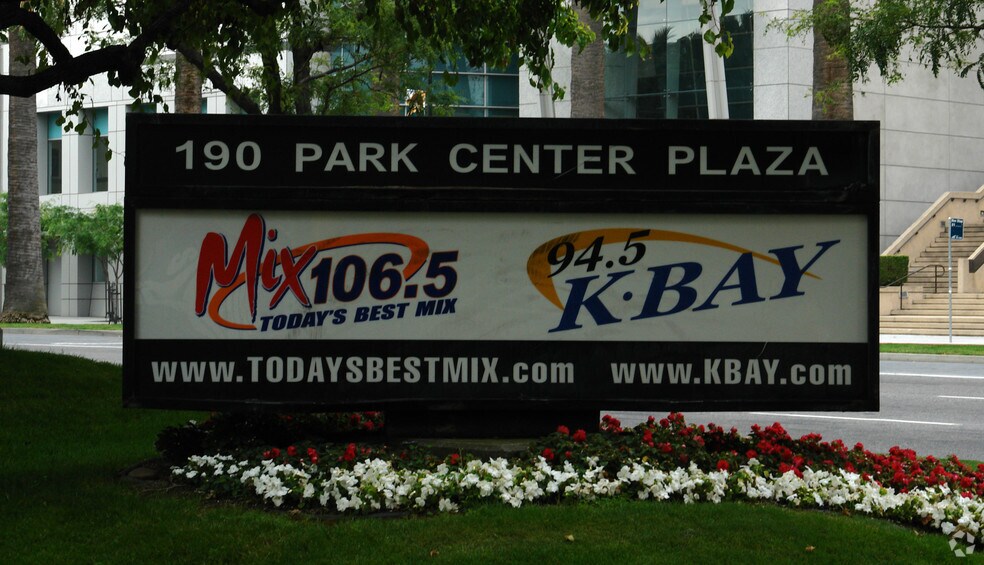 190 PARK CENTER PLAZA
Mix 106.5
TODAY'S BEST MIX
94.5
K·BAY
www.TODAYSBESTMIX.com
www.KBAY.com